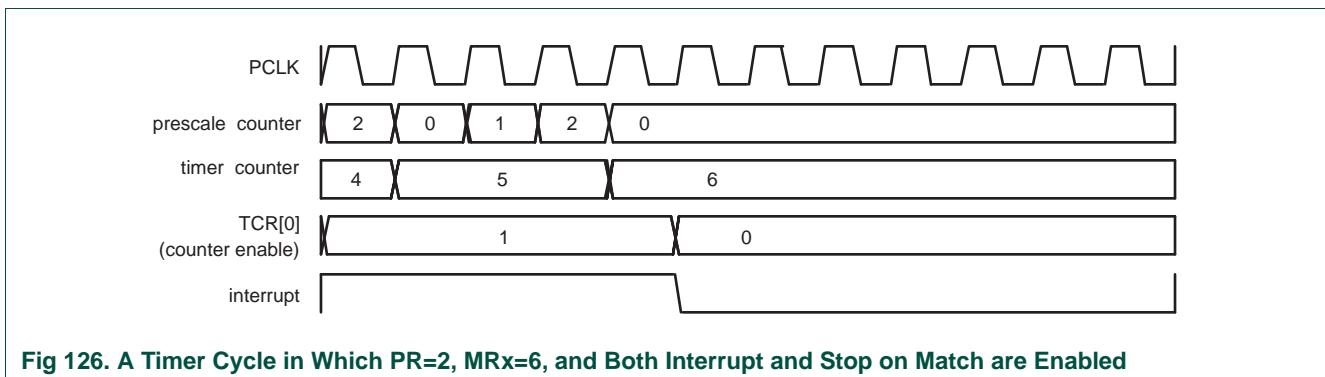 PCLK
prescale counter
2 0 1 2 0
timer counter
4 5 6
TCR[0]
(counter enable)
1 0
interrupt
Fig 126. A Timer Cycle in Which PR=2, MRx=6, and Both Interrupt and Stop on Match are Enabled